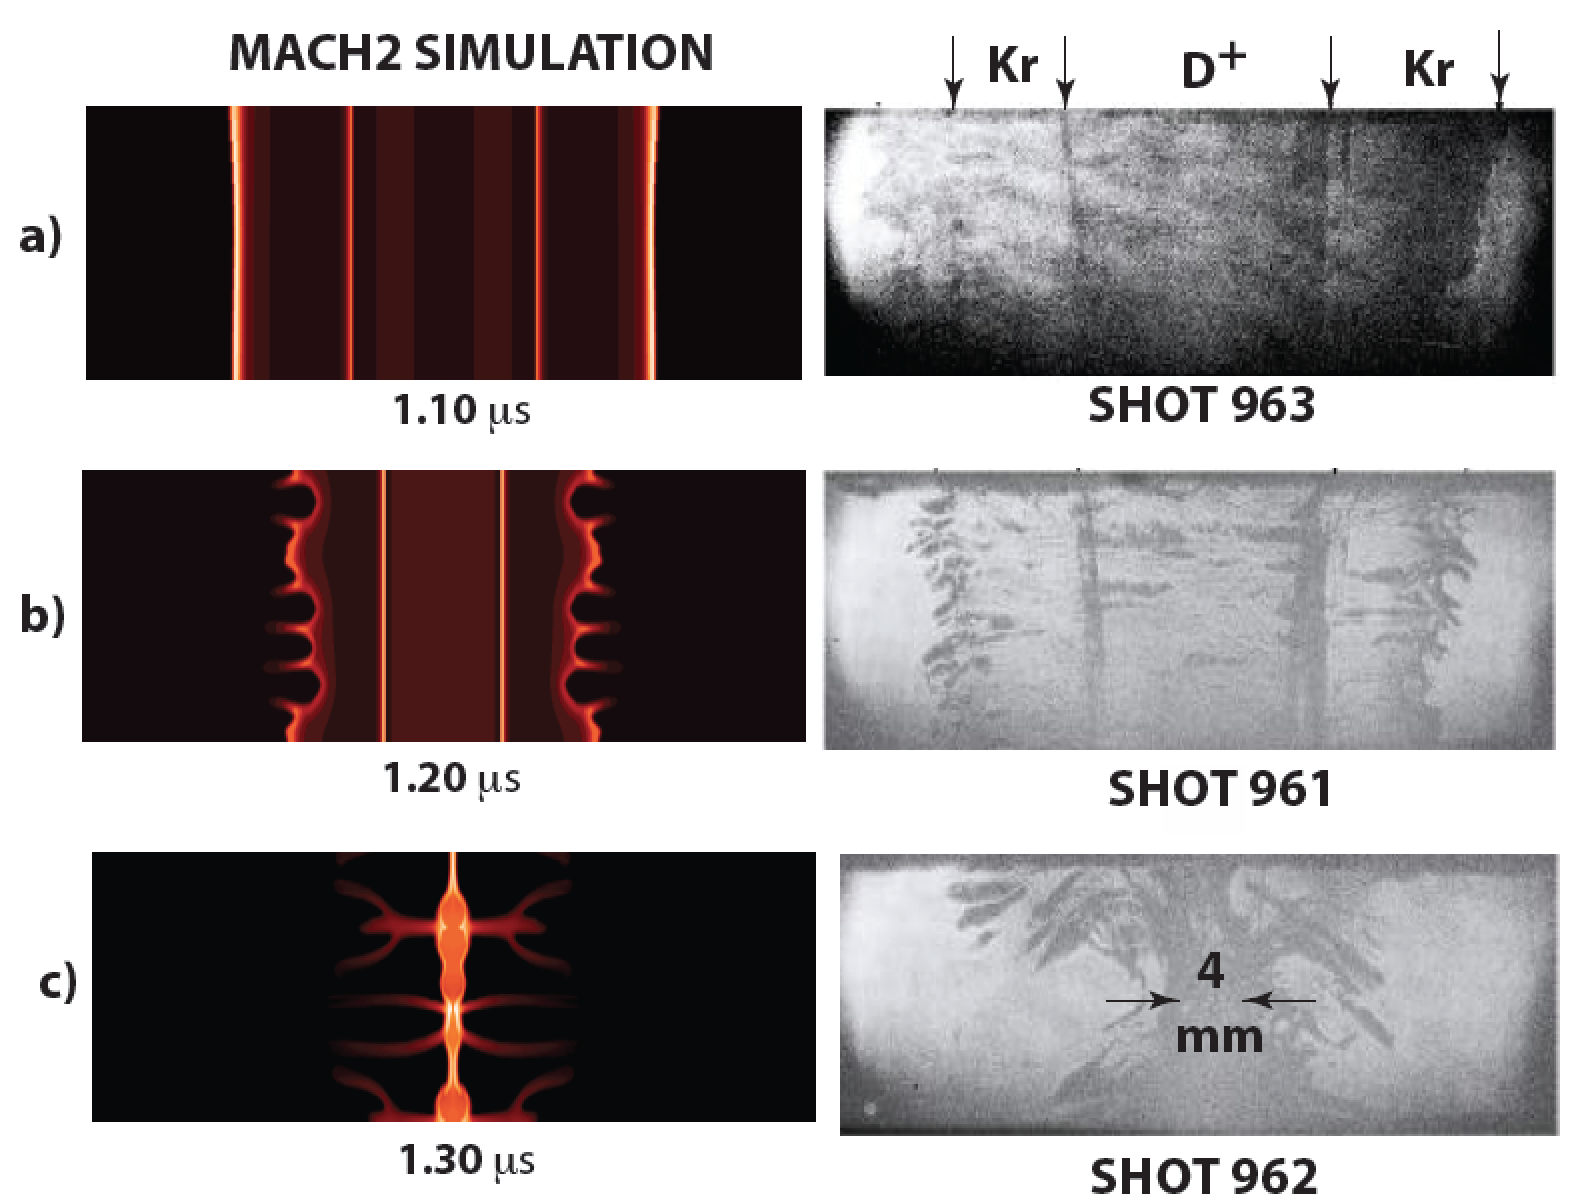 MACH2 SIMULATION
Kr D+ Kr
a)
1.10 µs
SHOT 963
b)
1.20 µs
SHOT 961
c)
4
mm
1.30 µs
SHOT 962